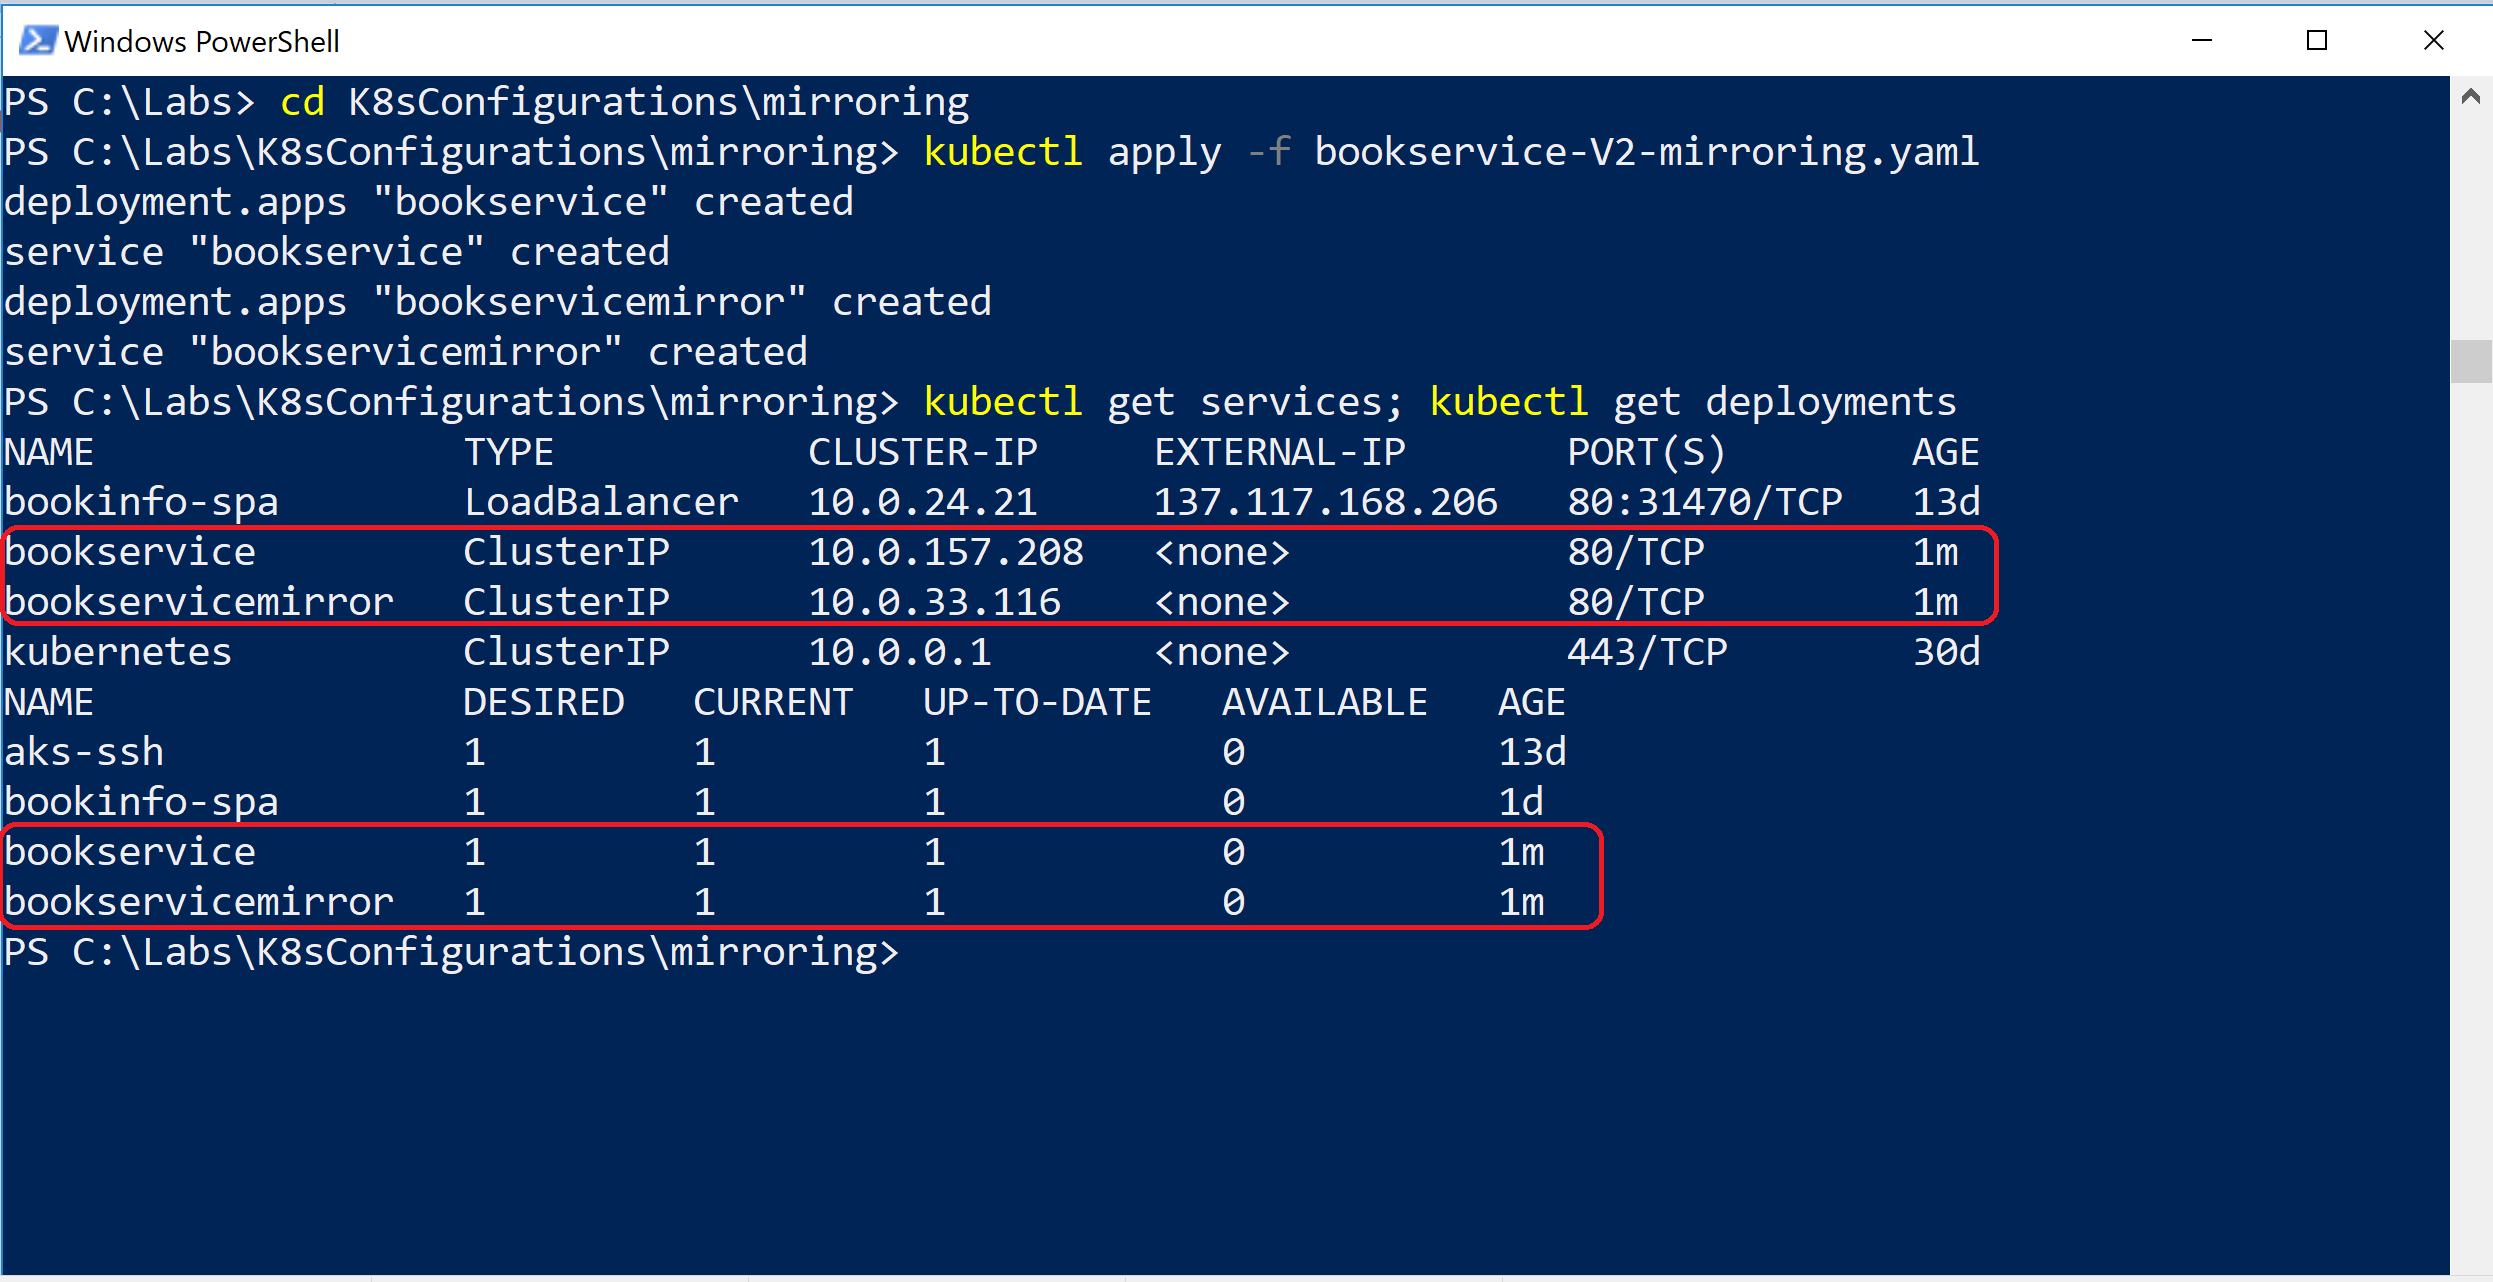 Windows PowerShell
PS C:\Labs> cd K8sConfigurations\mirroring
PS C:\Labs\K8sConfigurations\mirroring> kubectl apply -f bookservice-V2-mirroring.yaml
deployment.apps "bookservice" created
service "bookservice" created
deployment.apps "bookservicemirror" created
service "bookservicemirror" created
PS C:\Labs\K8sConfigurations\mirroring> kubectl get services; kubectl get deployments
NAME                TYPE           CLUSTER-IP     EXTERNAL-IP       PORT(S)        AGE
bookinfo-spa        LoadBalancer   10.0.24.21     137.117.168.206   80:31470/TCP   13d
bookservice         ClusterIP      10.0.157.208   <none>            80/TCP         1m
bookservicemirror   ClusterIP      10.0.33.116    <none>            80/TCP         1m
kubernetes          ClusterIP      10.0.0.1       <none>            443/TCP        30d
NAME                DESIRED   CURRENT   UP-TO-DATE   AVAILABLE   AGE
aks-ssh             1         1         1            0           13d
bookinfo-spa        1         1         1            0           1d
bookservice         1         1         1            0           1m
bookservicemirror   1         1         1            0           1m
PS C:\Labs\K8sConfigurations\mirroring>